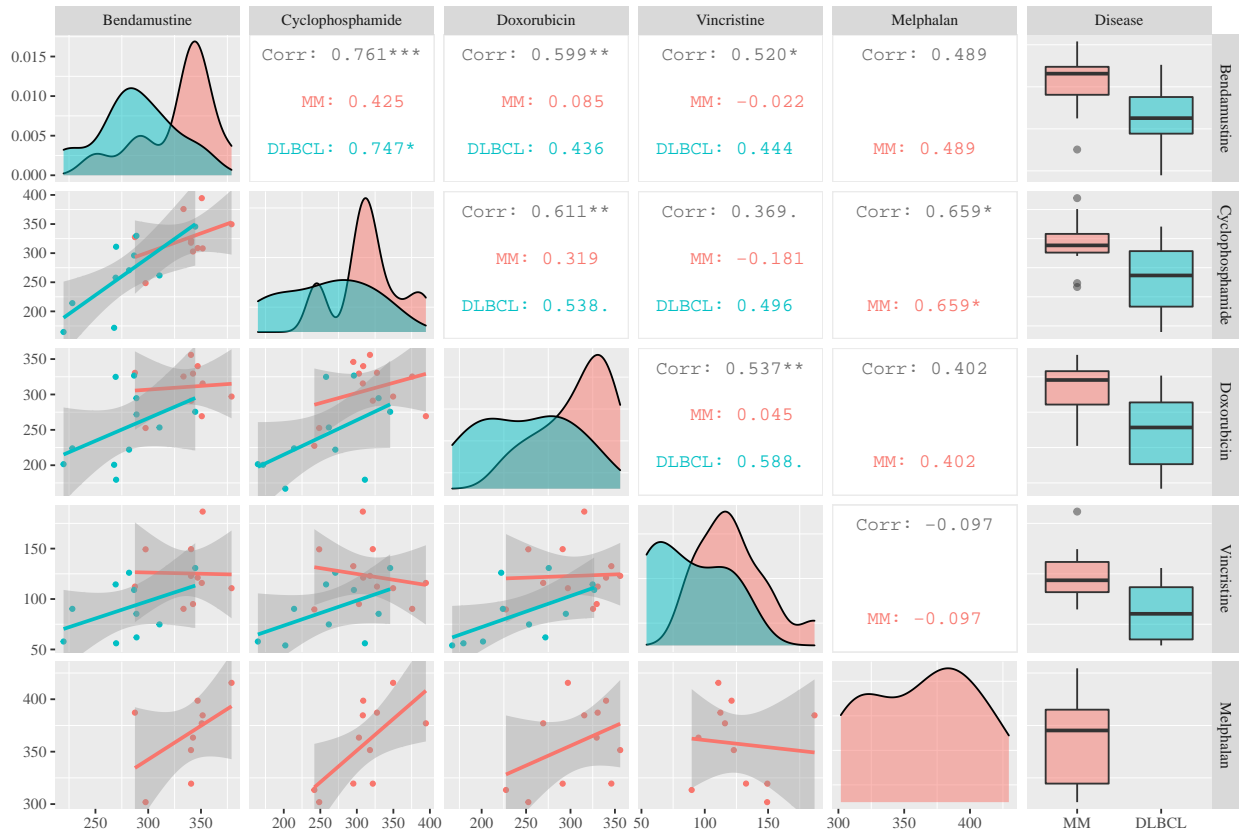 Bendamustine Cyclophosphamide Doxorubicin Vincristine Melphalan Disease
0.015
0.010
0.005
0.000
Corr: 0.761*** Corr: 0.599** Corr: 0.520* Corr: 0.489
MM: 0.425 MM: 0.085 MM: −0.022
DLBCL: 0.747* DLBCL: 0.436 DLBCL: 0.444 MM: 0.489
Bendamustine
400
350
300
250
200
Corr: 0.611** Corr: 0.369. Corr: 0.659*
MM: 0.319 MM: −0.181
DLBCL: 0.538. DLBCL: 0.496 MM: 0.659*
Cyclophosphamide
350
300
250
200
Corr: 0.537** Corr: 0.402
MM: 0.045
DLBCL: 0.588. MM: 0.402
Doxorubicin
150
100
50
Corr: −0.097
MM: −0.097
Vincristine
400
350
300
Melphalan
250 300 350 200 250 300 350 400 200 250 300 350 50 100 150 300 350 400 MM DLBCL